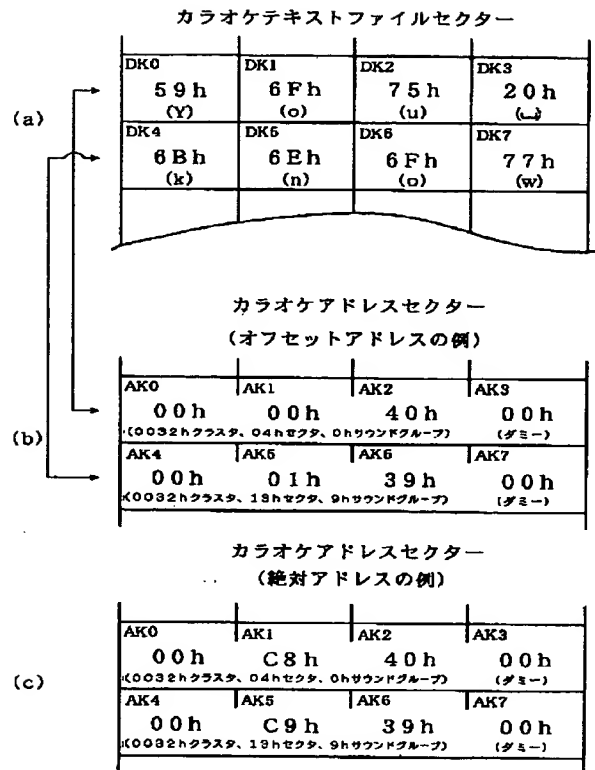 カラオケテキストファイルセクター
(a)
DK0 DK1 DK2 DK3
59h 6Fh 75h 20h
(Y) (o) (u) (␣)
DK4 DK5 DK6 DK7
6Bh 6Eh 6Fh 77h
(k) (n) (o) (w)
カラオケアドレスセクター
(オフセットアドレスの例)
(b)
AK0 AK1 AK2 AK3
00h 00h 40h 00h
(0032hクラスタ、04hセクタ、0hサウンドグループ) (ダミー)
AK4 AK5 AK6 AK7
00h 01h 39h 00h
(0032hクラスタ、13hセクタ、9hサウンドグループ) (ダミー)
カラオケアドレスセクター
(絶対アドレスの例)
(c)
AK0 AK1 AK2 AK3
00h C8h 40h 00h
(0032hクラスタ、04hセクタ、0hサウンドグループ) (ダミー)
AK4 AK5 AK6 AK7
00h C9h 39h 00h
(0032hクラスタ、13hセクタ、9hサウンドグループ) (ダミー)